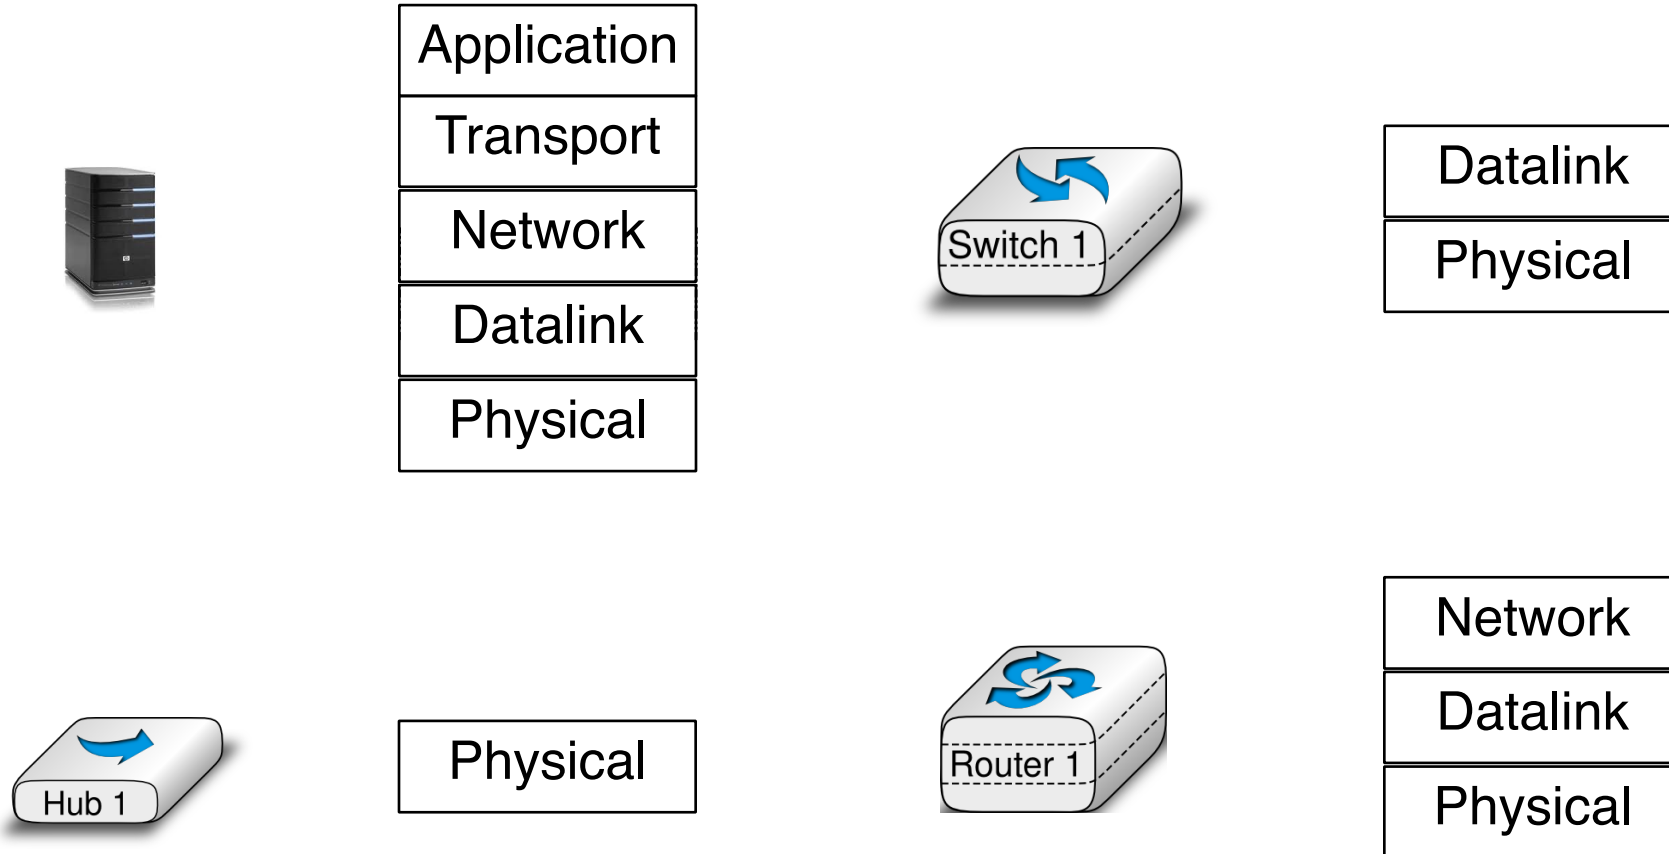 Application
Transport
Network
Datalink
Physical
Switch 1
Datalink
Physical
Hub 1
Physical
Router 1
Network
Datalink
Physical